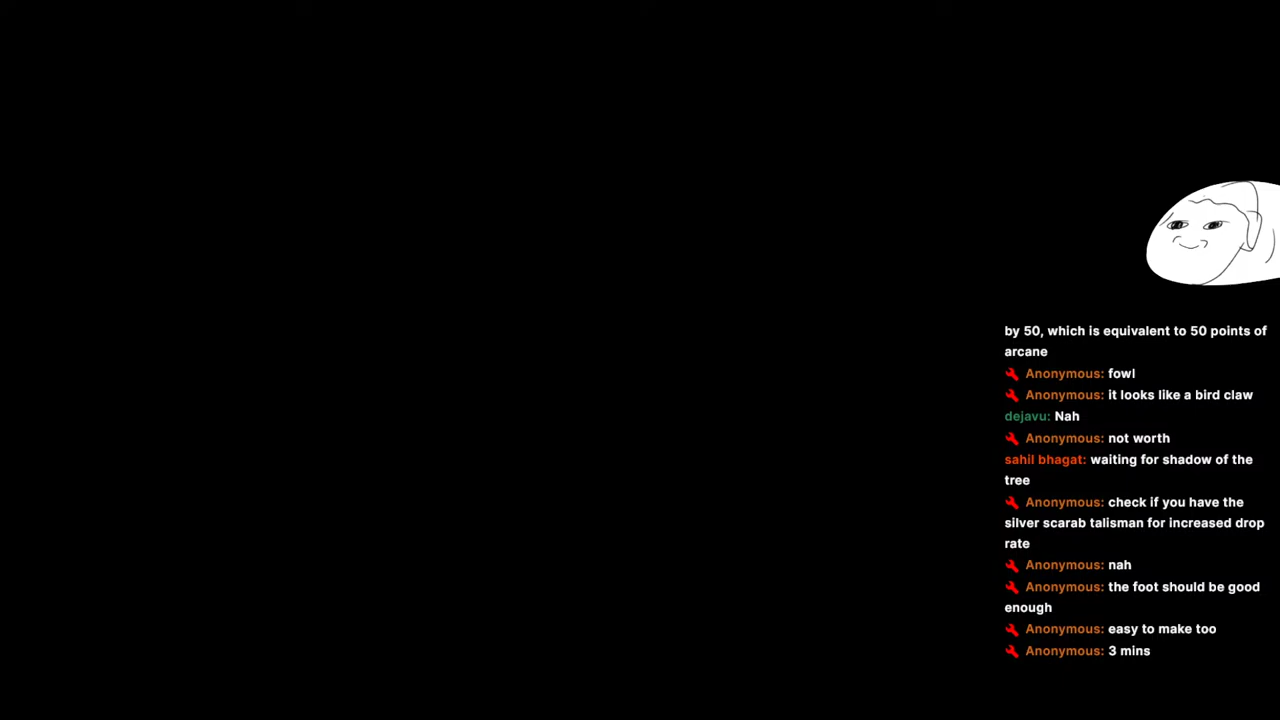 by 50, which is equivalent to 50 points of
arcane
Anonymous: fowl
Anonymous: it looks like a bird claw
dejavu: Nah
Anonymous: not worth
sahil bhagat: waiting for shadow of the
tree
Anonymous: check if you have the
silver scarab talisman for increased drop
rate
Anonymous: nah
Anonymous: the foot should be good
enough
Anonymous: easy to make too
Anonymous: 3 mins